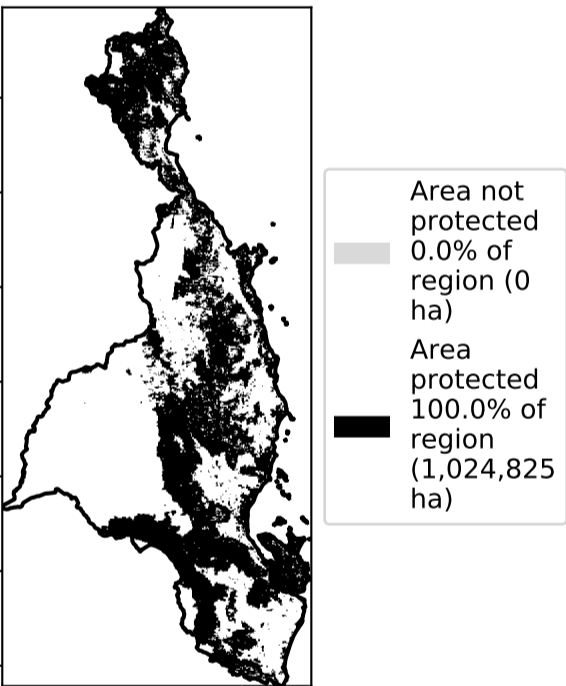 Area not
protected
0.0% of
region (0
ha)
Area
protected
100.0% of
region
(1,024,825
ha)